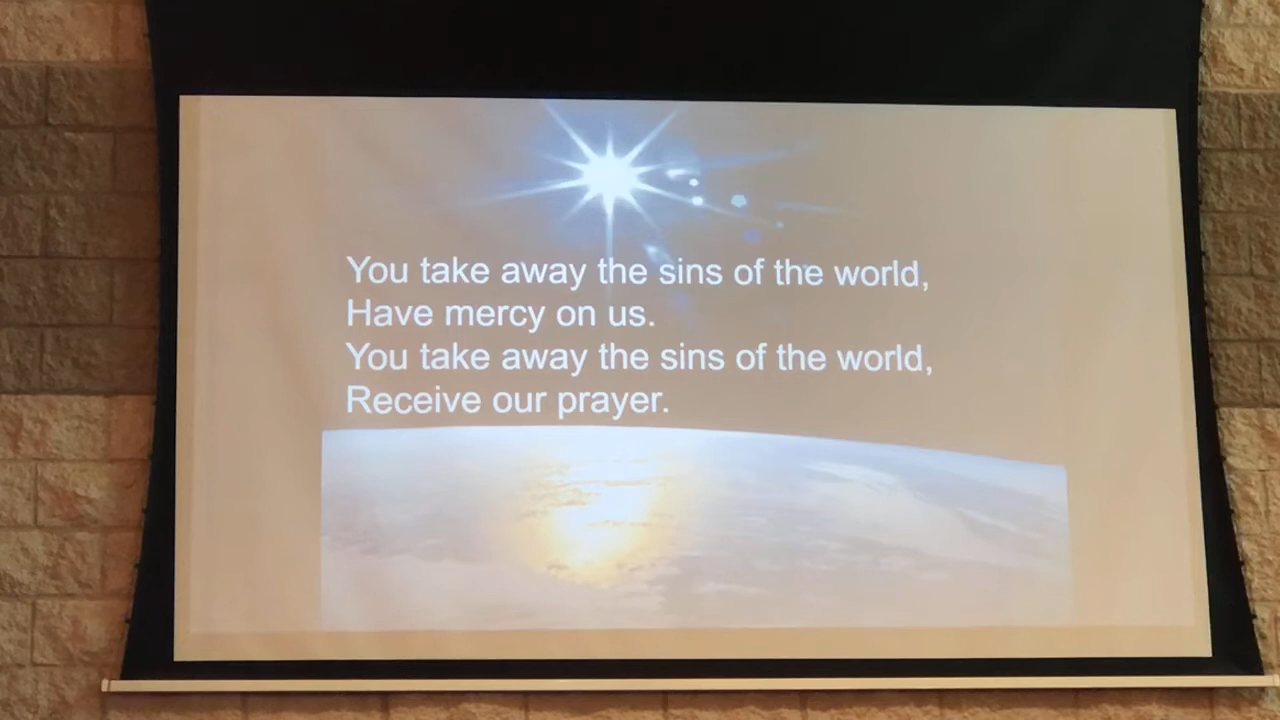 You take away the sins of the world,
Have mercy on us.
You take away the sins of the world,
Receive our prayer.